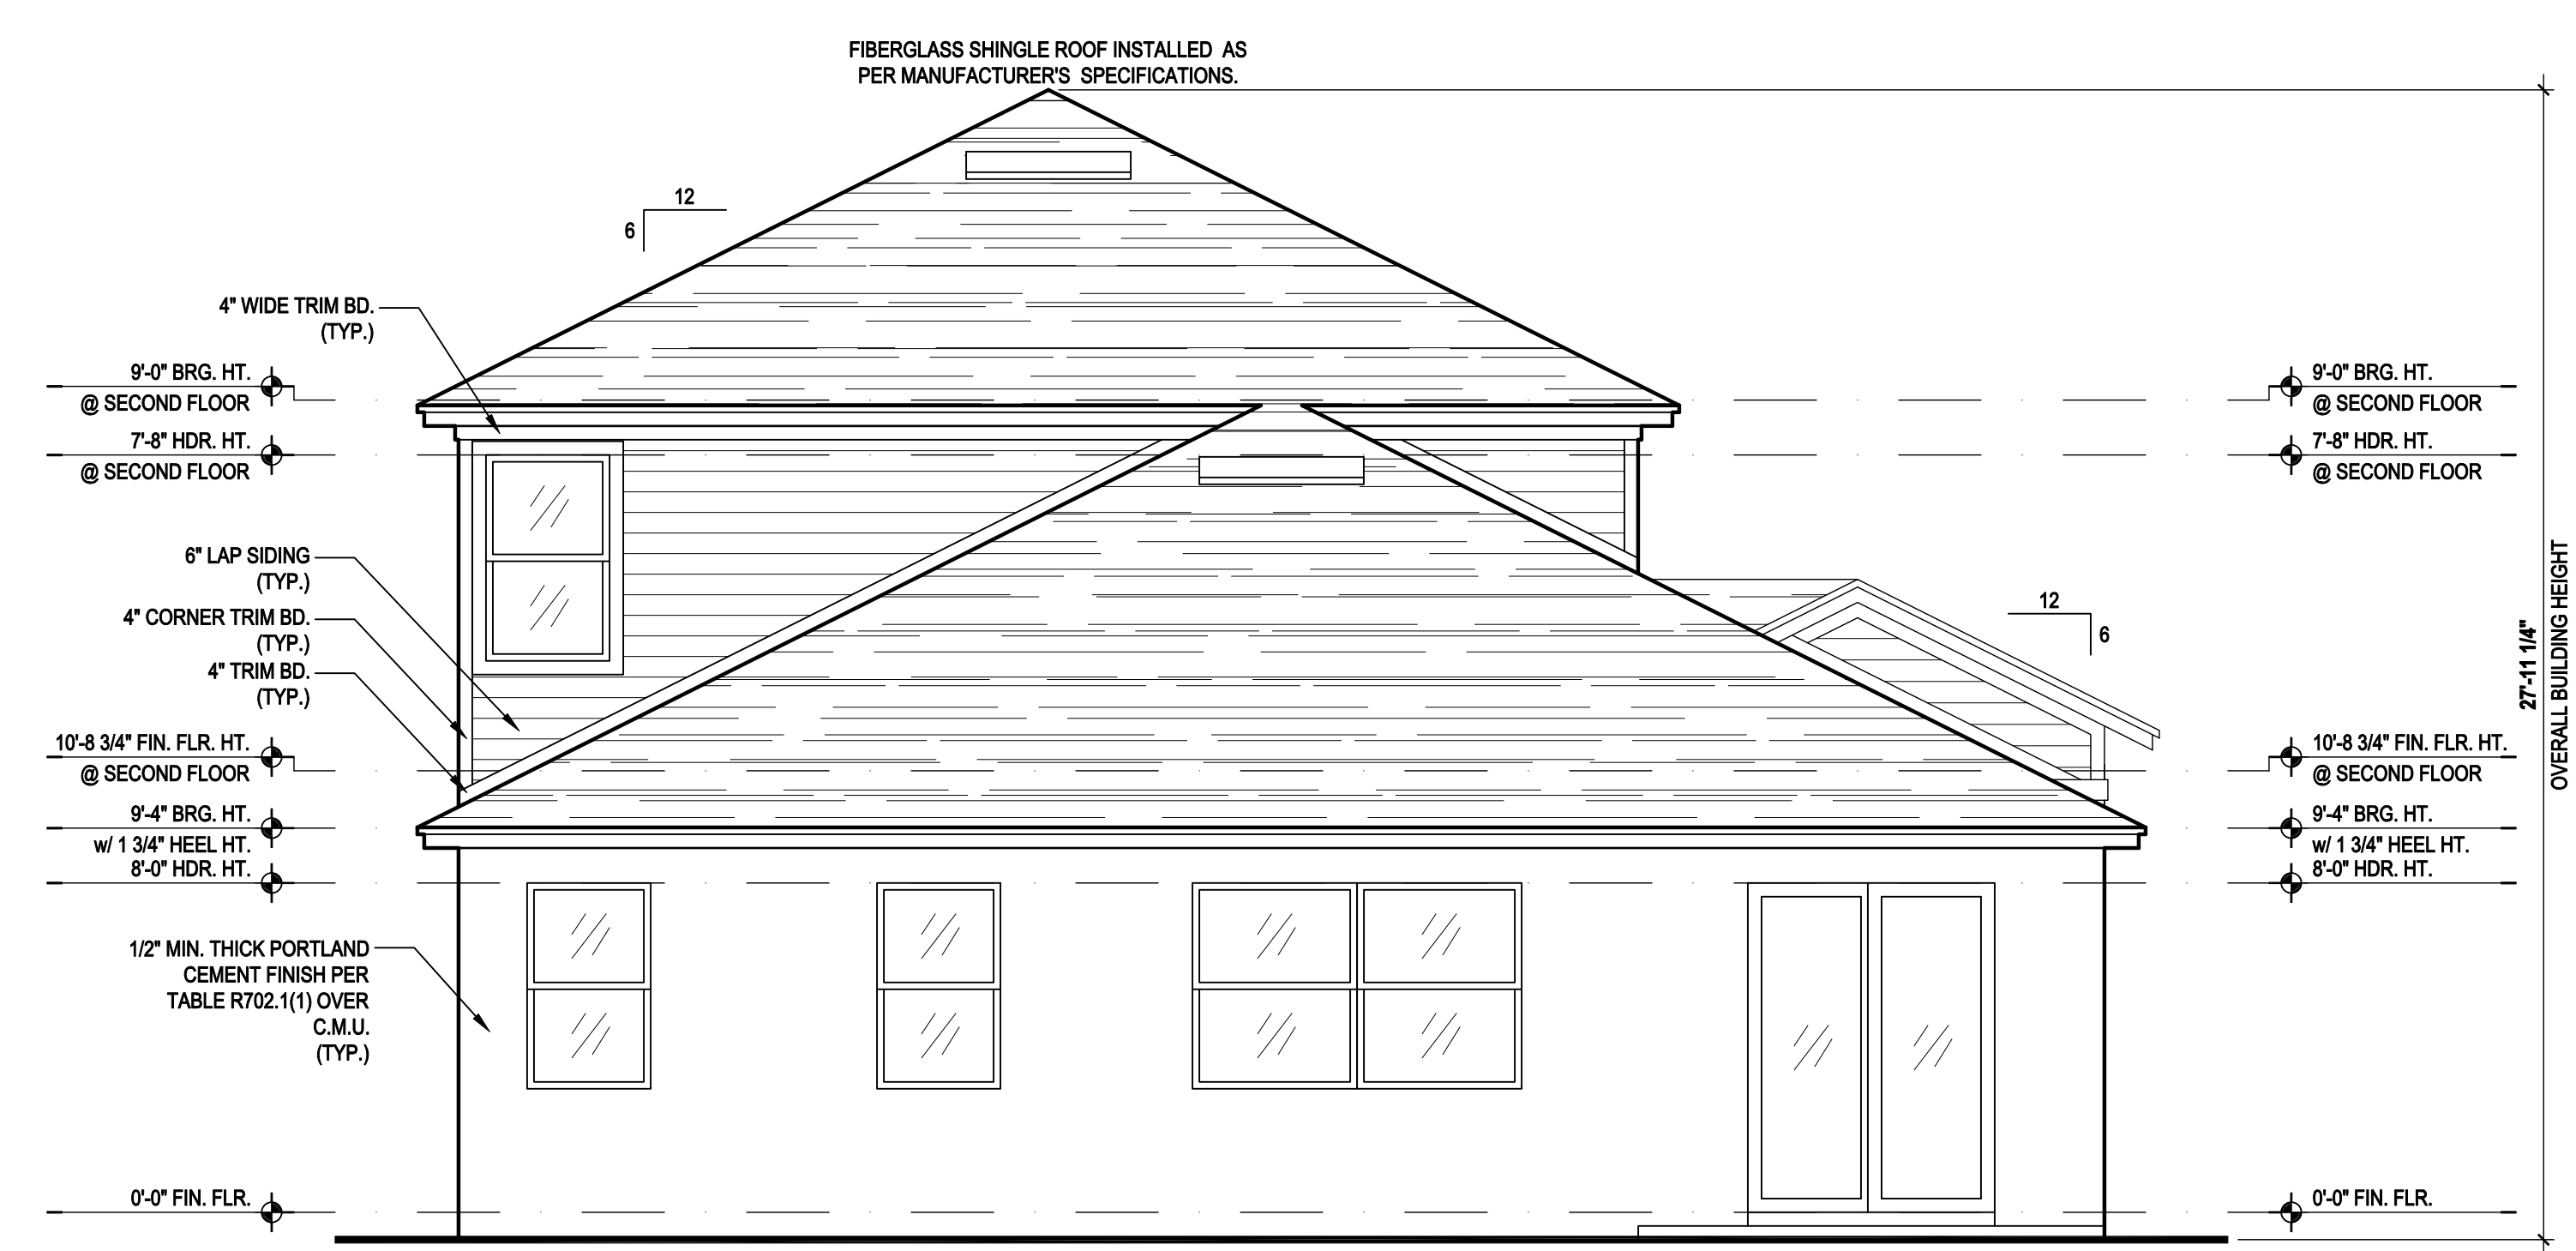 FIBERGLASS SHINGLE ROOF INSTALLED AS
PER MANUFACTURER'S SPECIFICATIONS.
12
6
4" WIDE TRIM BD.
(TYP.)
9'-0" BRG. HT.
@ SECOND FLOOR
7'-8" HDR. HT.
@ SECOND FLOOR
6" LAP SIDING
(TYP.)
4" CORNER TRIM BD.
(TYP.)
4" TRIM BD.
(TYP.)
10'-8 3/4" FIN. FLR. HT.
@ SECOND FLOOR
9'-4" BRG. HT.
w/ 1 3/4" HEEL HT.
8'-0" HDR. HT.
1/2" MIN. THICK PORTLAND
CEMENT FINISH PER
TABLE R702.1(1) OVER
C.M.U.
(TYP.)
0'-0" FIN. FLR.
9'-0" BRG. HT.
@ SECOND FLOOR
7'-8" HDR. HT.
@ SECOND FLOOR
12
6
10'-8 3/4" FIN. FLR. HT.
@ SECOND FLOOR
9'-4" BRG. HT.
w/ 1 3/4" HEEL HT.
8'-0" HDR. HT.
0'-0" FIN. FLR.
27'-11 1/4"
OVERALL BUILDING HEIGHT